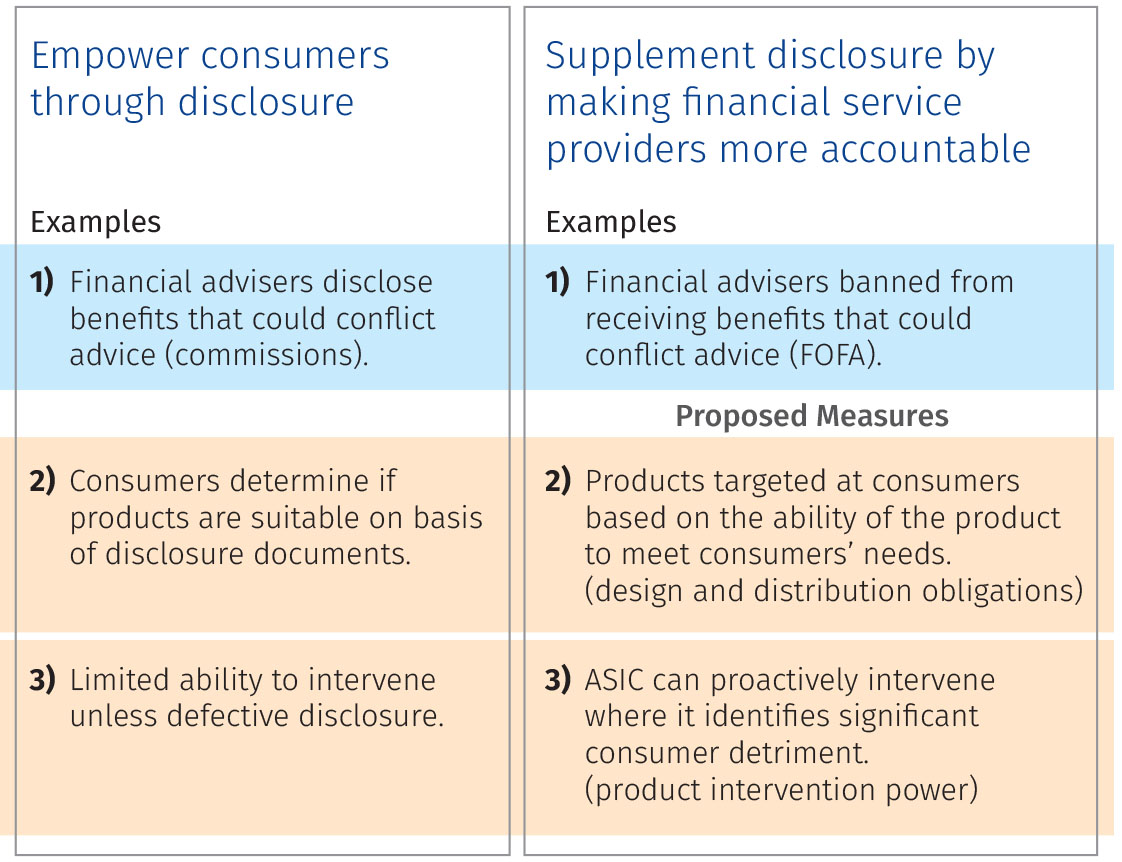 Empower consumers
through disclosure
Examples
1) Financial advisers disclose
benefits that could conflict
advice (commissions).
2) Consumers determine if
products are suitable on basis
of disclosure documents.
3) Limited ability to intervene
unless defective disclosure.
Supplement disclosure by
making financial service
providers more accountable
Examples
1) Financial advisers banned from
receiving benefits that could
conflict advice (FOFA).
Proposed Measures
2) Products targeted at consumers
based on the ability of the product
to meet consumers’ needs.
(design and distribution obligations)
3) ASIC can proactively intervene
where it identifies significant
consumer detriment.
(product intervention power)